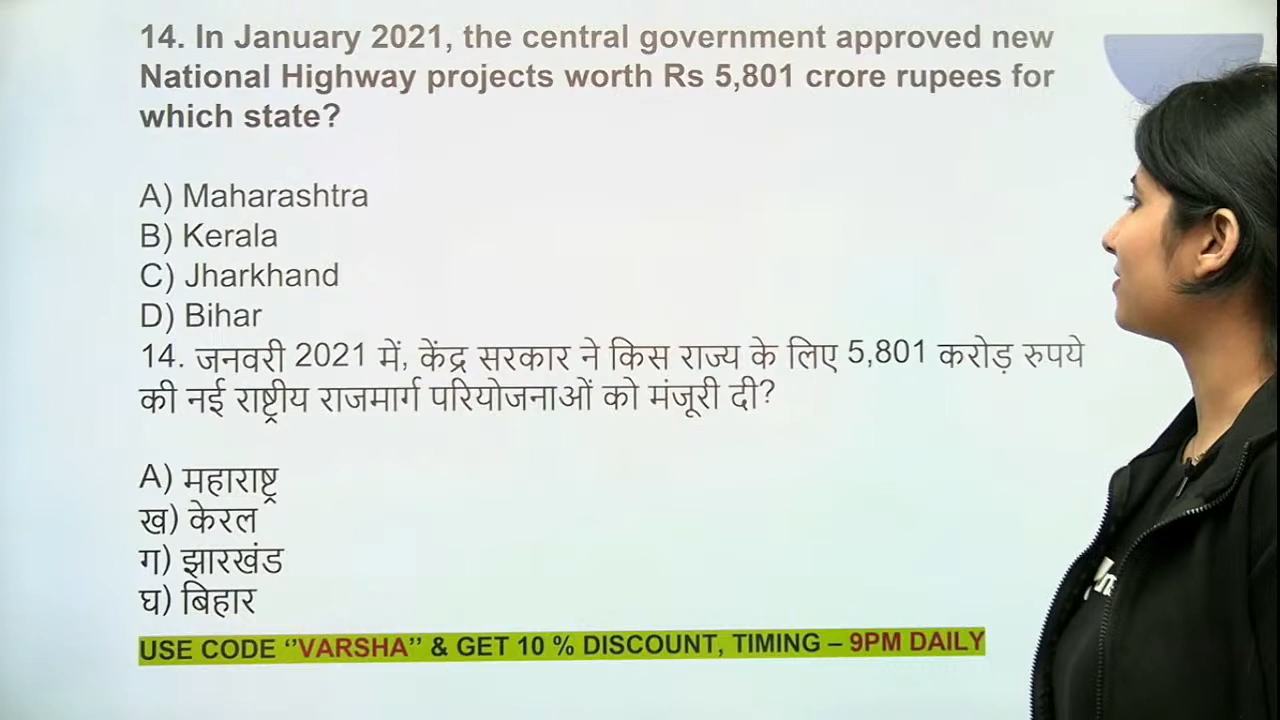 14. In January 2021, the central government approved new
National Highway projects worth Rs 5,801 crore rupees for
which state?
A) Maharashtra
B) Kerala
C) Jharkhand
D) Bihar
14. जनवरी 2021 में, केंद्र सरकार ने किस राज्य के लिए 5,801 करोड़ रुपये
की नई राष्ट्रीय राजमार्ग परियोजनाओं को मंजूरी दी?
A) महाराष्ट्र
ख) केरल
ग) झारखंड
घ) बिहार
USE CODE ‘’VARSHA’’ & GET 10 % DISCOUNT, TIMING – 9PM DAILY